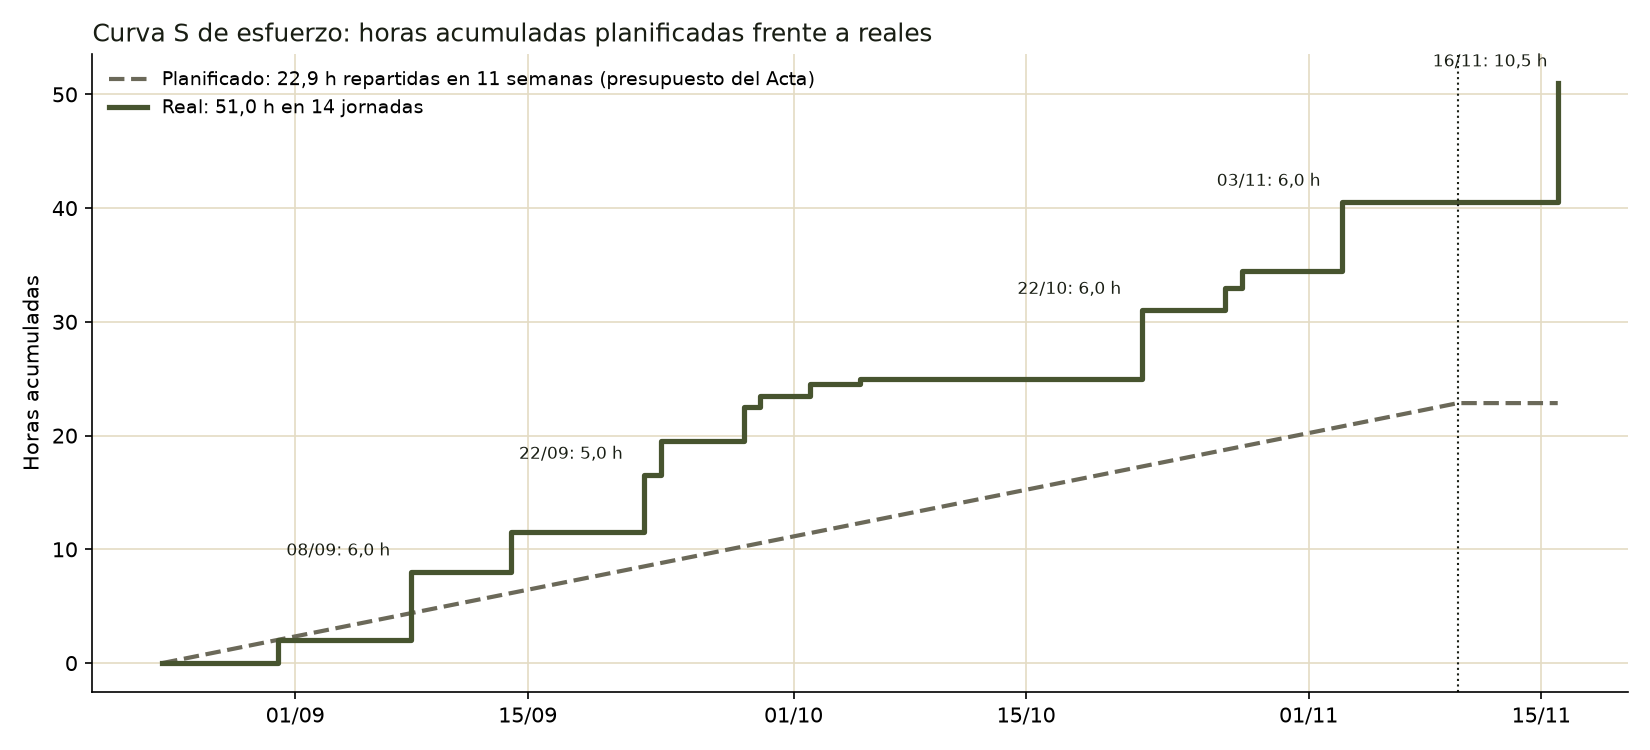 Curva S de esfuerzo: horas acumuladas planificadas frente a reales
Planificado: 22,9 h repartidas en 11 semanas (presupuesto del Acta)
Real: 51,0 h en 14 jornadas
16/11: 10,5 h
03/11: 6,0 h
22/10: 6,0 h
22/09: 5,0 h
08/09: 6,0 h
Horas acumuladas
50
40
30
20
10
0
01/09
15/09
01/10
15/10
01/11
15/11